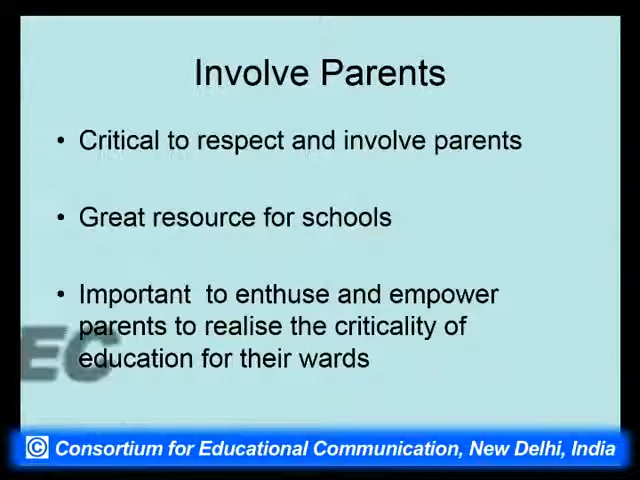 Involve Parents
• Critical to respect and involve parents
• Great resource for schools
• Important  to enthuse and empower
parents to realise the criticality of
education for their wards
EC
© Consortium for Educational Communication, New Delhi, India